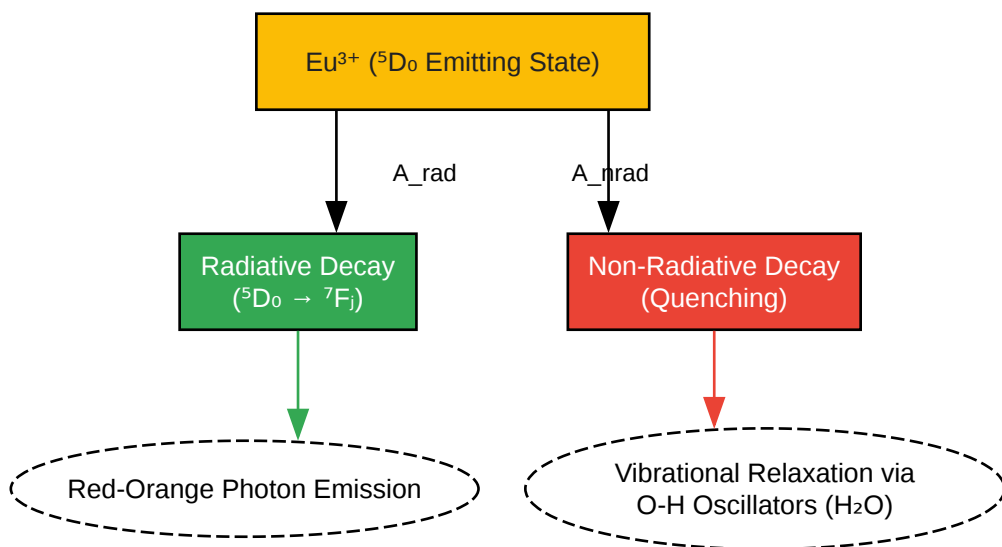 Eu³⁺ (⁵D₀ Emitting State)
A_rad
A_nrad
Radiative Decay
(⁵D₀ → ⁷Fⱼ)
Non-Radiative Decay
(Quenching)
Red-Orange Photon Emission
Vibrational Relaxation via
O-H Oscillators (H₂O)